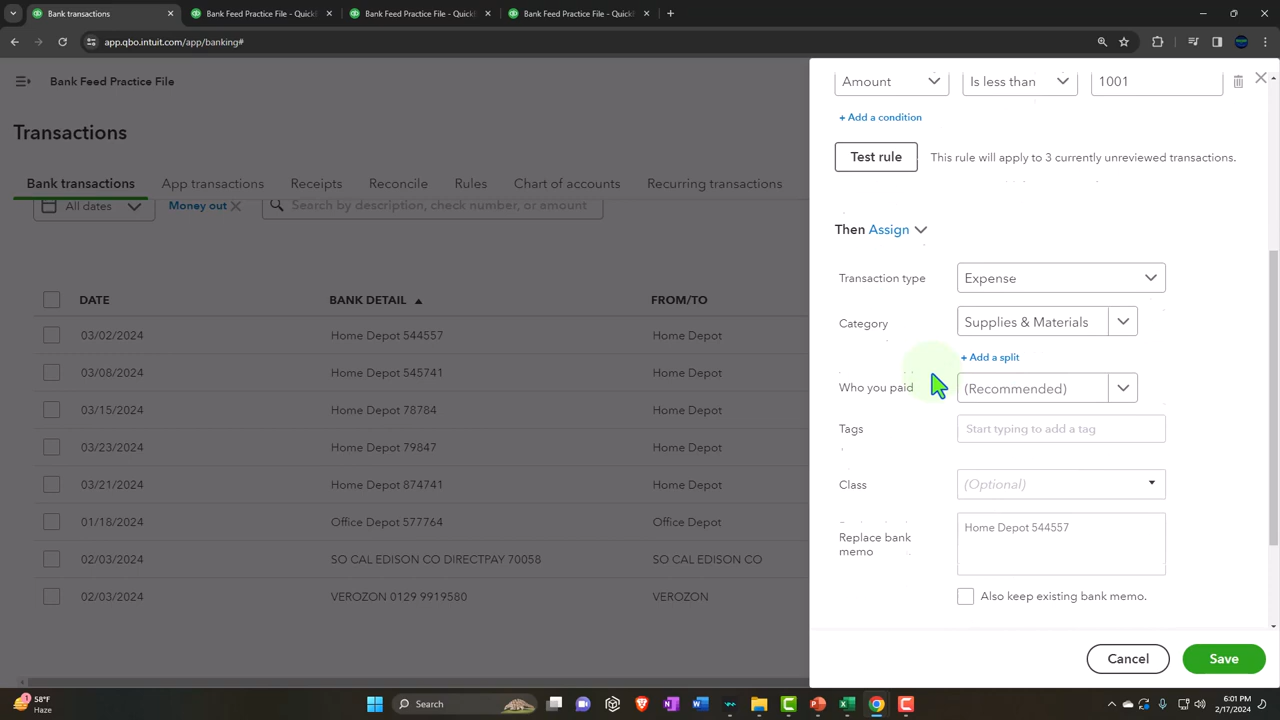 Bank transactions
Bank Feed Practice File - Quick
Bank Feed Practice File - Quick
Bank Feed Practice File - Quick
qbo.intuit.com/app/banking#
Bank Feed Practice File
Transactions
Bank transactions App transactions Receipts Reconcile Rules Chart of accounts Recurring transactions
All dates Money out Search by description, check number, or amount
DATE BANK DETAIL FROM/TO
03/02/2024 Home Depot 544557 Home Depot
03/08/2024 Home Depot 545741 Home Depot
03/15/2024 Home Depot 78784 Home Depot
03/23/2024 Home Depot 79847 Home Depot
03/21/2024 Home Depot 874741 Home Depot
01/18/2024 Office Depot 577764 Office Depot
02/03/2024 SO CAL EDISON CO DIRECTPAY 70058 SO CAL EDISON CO
02/03/2024 VEROZON 0129 9919580 VEROZON
Amount Is less than 1001
+ Add a condition
Test rule This rule will apply to 3 currently unreviewed transactions.
Then Assign
Transaction type Expense
Category Supplies & Materials
+ Add a split
Who you paid (Recommended)
Tags Start typing to add a tag
Class (Optional)
Replace bank
memo
Home Depot 544557
Also keep existing bank memo.
Cancel Save
58°F
Haze
Search
6:01 PM
2/17/2024